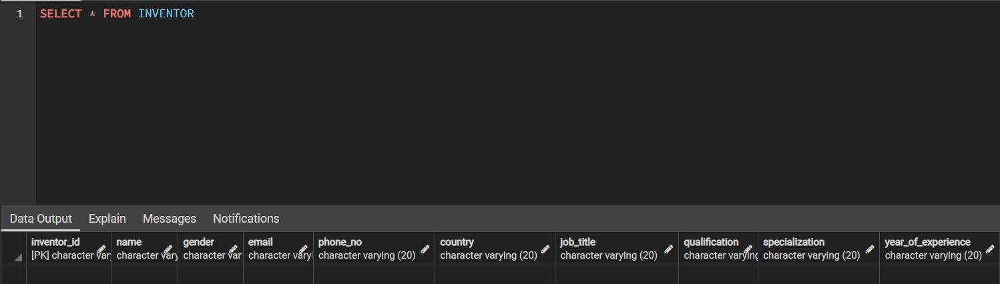 1 SELECT * FROM INVENTOR
Data Output Explain Messages Notifications
inventor_id name gender email phone_no country job_title qualification specialization year_of_experience
[PK] character var character vary character var character varyi character varying (20) character varying (20) character varying (20) character varying character varying (20) character varying (20)